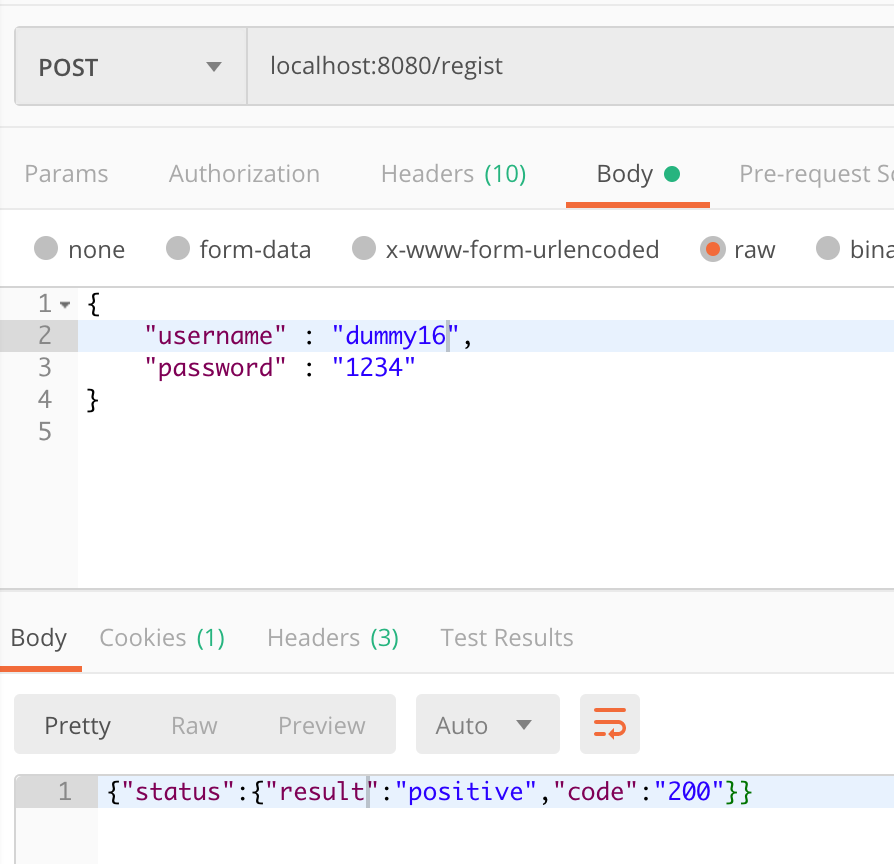 POST localhost:8080/regist
Params Authorization Headers (10) Body Pre-request
none form-data x-www-form-urlencoded raw
1 {
2 "username" : "dummy16",
3 "password" : "1234"
4 }
5
Body Cookies (1) Headers (3) Test Results
Pretty Raw Preview Auto
1 {"status":{"result":"positive","code":"200"}}